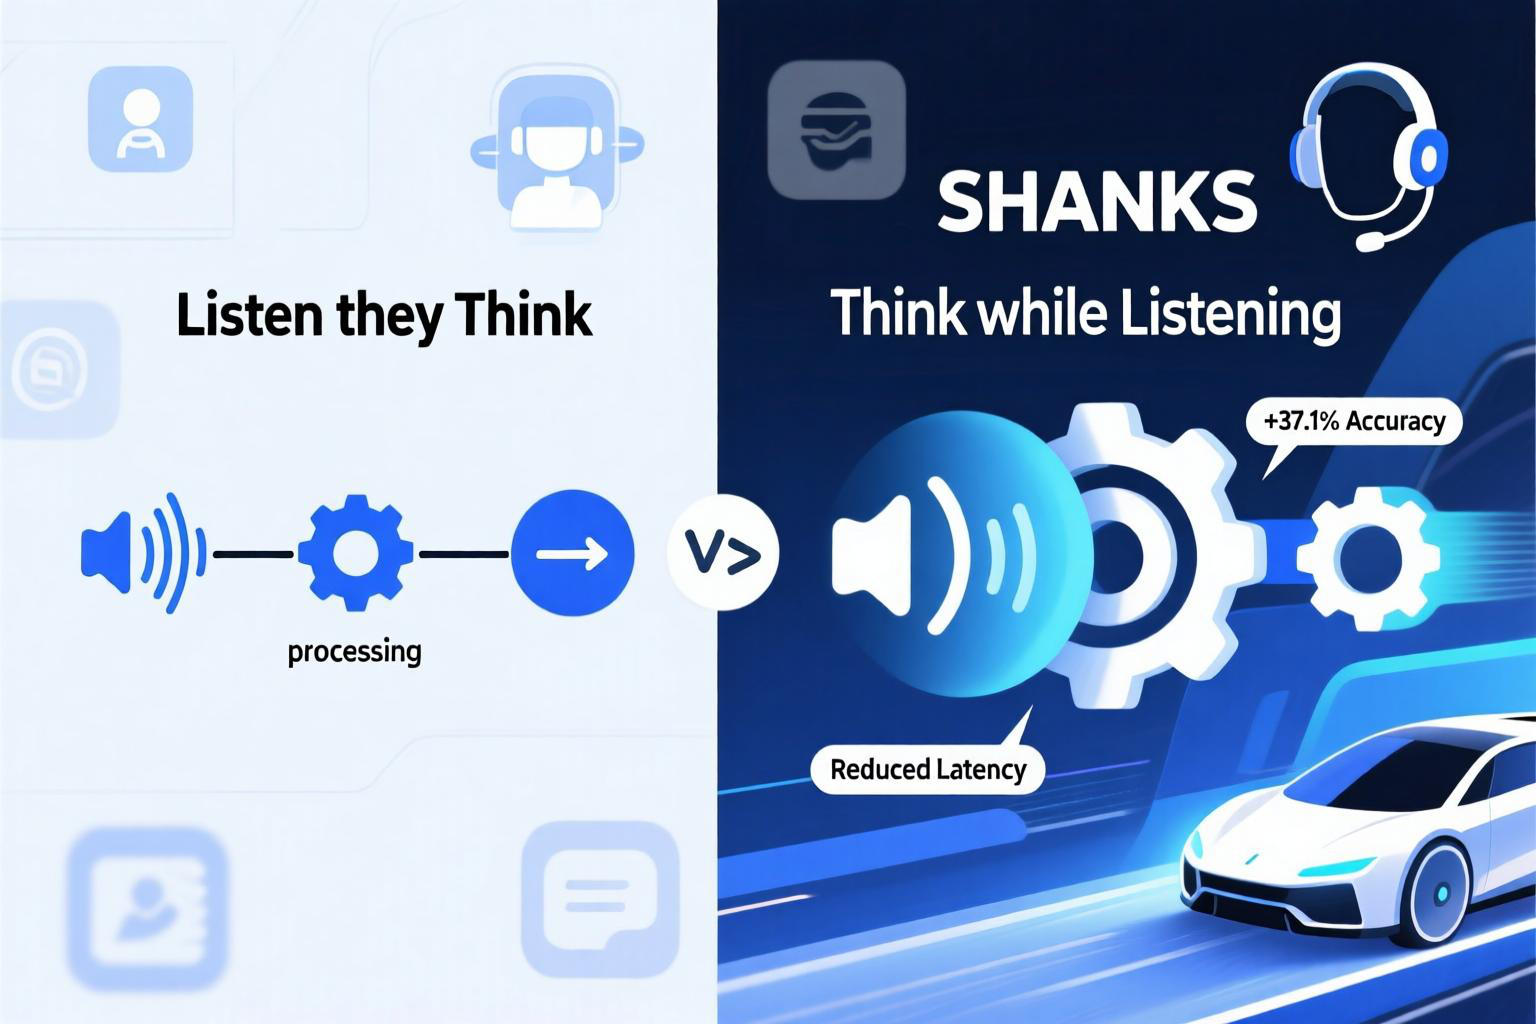 Listen they Think
processing
V>
SHANKS
Think while Listening
+37.1% Accuracy
Reduced Latency